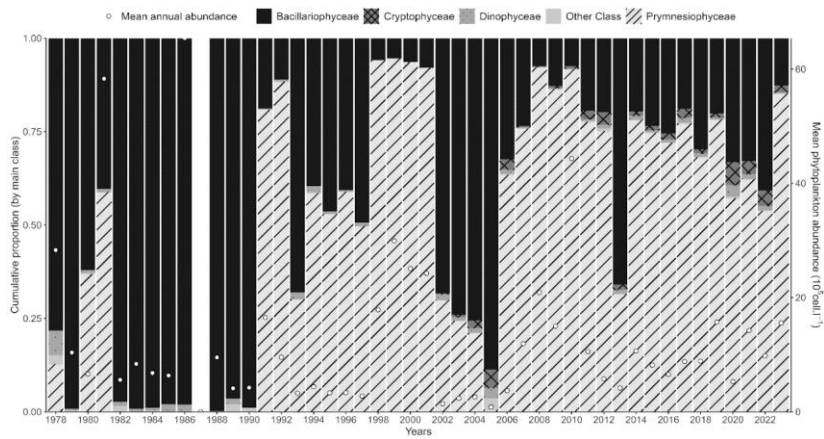 Mean annual abundance Bacillariophyceae Cryptophyceae Dinophyceae Other Class Prymnesiophyceae
1.00
0.75
0.50
0.25
0.00
Cumulative proportion (by main class)
60
40
20
0
Mean phytoplankton abundance (10⁵cell.l⁻¹)
1978 1980 1982 1984 1986 1988 1990 1992 1994 1996 1998 2000 2002 2004 2006 2008 2010 2012 2014 2016 2018 2020 2022
Years